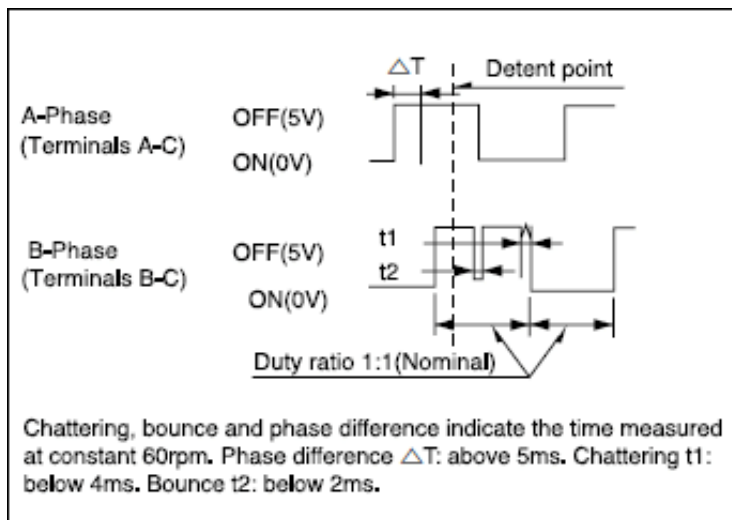 △T
Detent point
A-Phase
(Terminals A-C)
OFF(5V)
ON(0V)
B-Phase
(Terminals B-C)
OFF(5V)
ON(0V)
t1
t2
Duty ratio 1:1(Nominal)
Chattering, bounce and phase difference indicate the time measured
at constant 60rpm. Phase difference △T: above 5ms. Chattering t1:
below 4ms. Bounce t2: below 2ms.